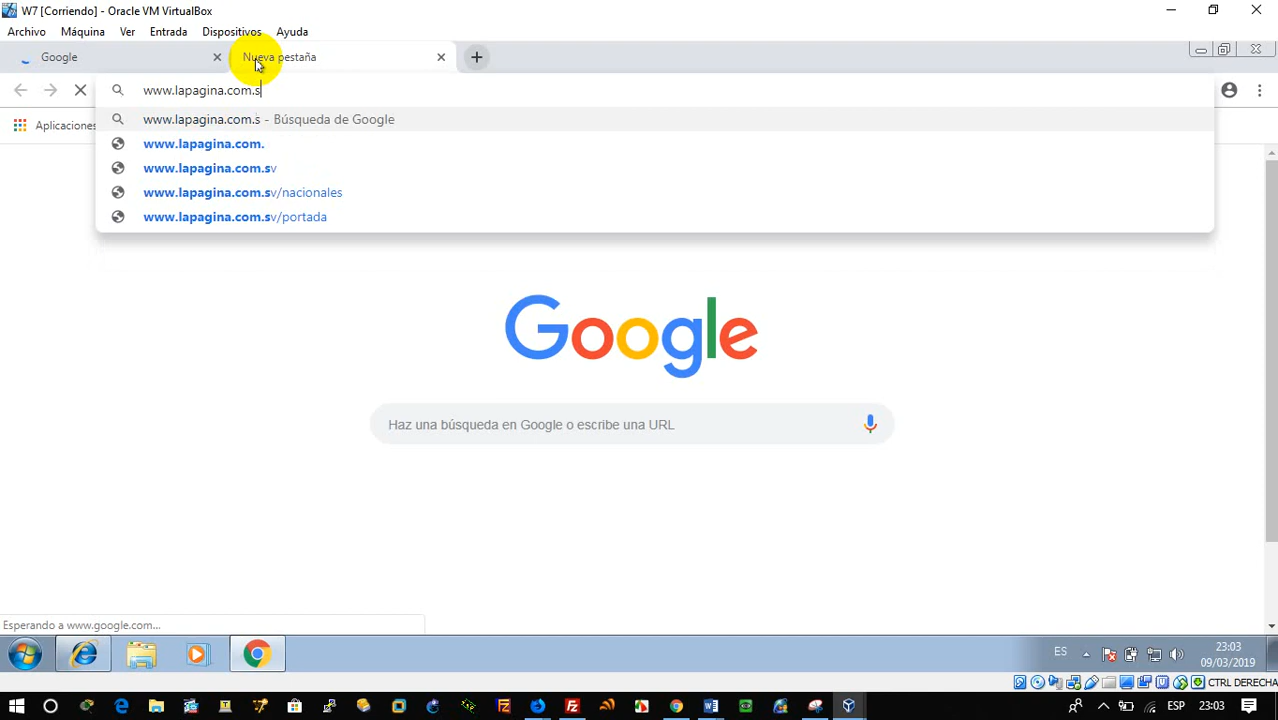 W7 [Corriendo] - Oracle VM VirtualBox
Archivo Máquina Ver Entrada Dispositivos Ayuda
Google Nueva pestaña
www.lapagina.com.s
Aplicaciones
www.lapagina.com.s - Búsqueda de Google
www.lapagina.com.
www.lapagina.com.sv
www.lapagina.com.sv/nacionales
www.lapagina.com.sv/portada
Google
Haz una búsqueda en Google o escribe una URL
Esperando a www.google.com...
ES 23:03
09/03/2019
CTRL DERECHA
ESP 23:03